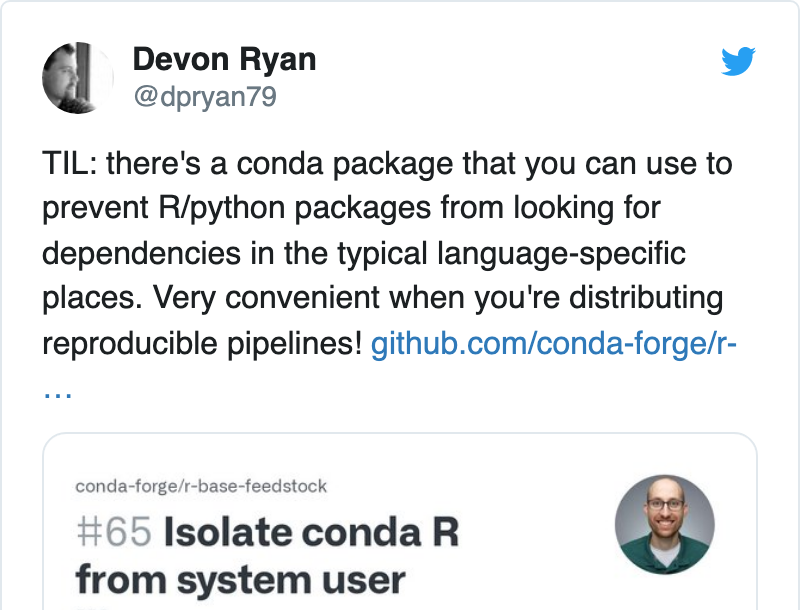 Devon Ryan
@dpryan79
TIL: there's a conda package that you can use to
prevent R/python packages from looking for
dependencies in the typical language-specific
places. Very convenient when you're distributing
reproducible pipelines! github.com/conda-forge/r-
…
conda-forge/r-base-feedstock
#65 Isolate conda R
from system user